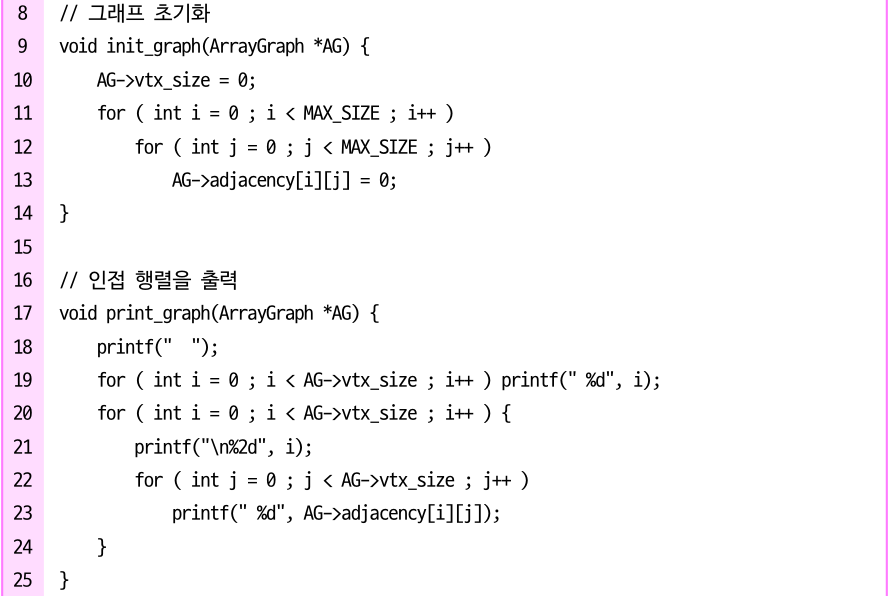 8 // 그래프 초기화
9 void init_graph(ArrayGraph *AG) {
10     AG->vtx_size = 0;
11     for ( int i = 0 ; i < MAX_SIZE ; i++ )
12         for ( int j = 0 ; j < MAX_SIZE ; j++ )
13             AG->adjacency[i][j] = 0;
14 }
15
16 // 인접 행렬을 출력
17 void print_graph(ArrayGraph *AG) {
18     printf("  ");
19     for ( int i = 0 ; i < AG->vtx_size ; i++ ) printf(" %d", i);
20     for ( int i = 0 ; i < AG->vtx_size ; i++ ) {
21         printf("\n%2d", i);
22         for ( int j = 0 ; j < AG->vtx_size ; j++ )
23             printf(" %d", AG->adjacency[i][j]);
24     }
25 }